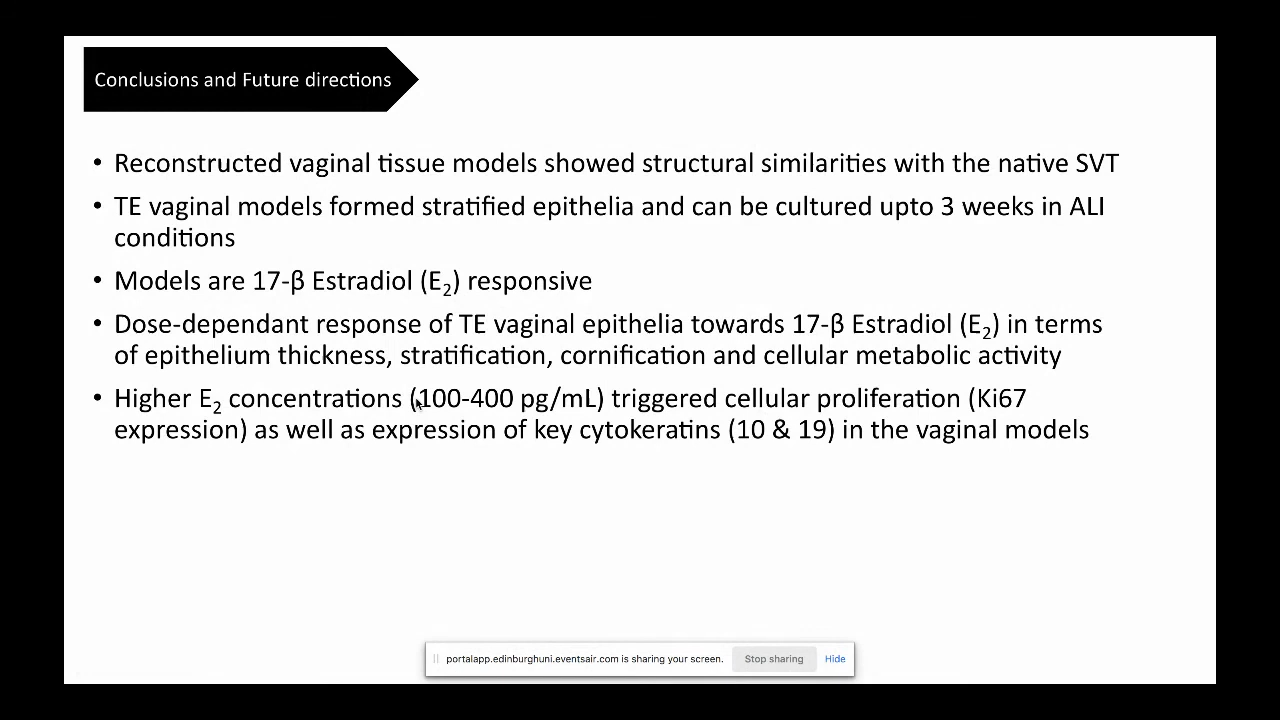 Conclusions and Future directions
• Reconstructed vaginal tissue models showed structural similarities with the native SVT
• TE vaginal models formed stratified epithelia and can be cultured upto 3 weeks in ALI
conditions
• Models are 17-β Estradiol (E₂) responsive
• Dose-dependant response of TE vaginal epithelia towards 17-β Estradiol (E₂) in terms
of epithelium thickness, stratification, cornification and cellular metabolic activity
• Higher E₂ concentrations (100-400 pg/mL) triggered cellular proliferation (Ki67
expression) as well as expression of key cytokeratins (10 & 19) in the vaginal models
portalapp.edinburghuni.eventsair.com is sharing your screen. Stop sharing Hide